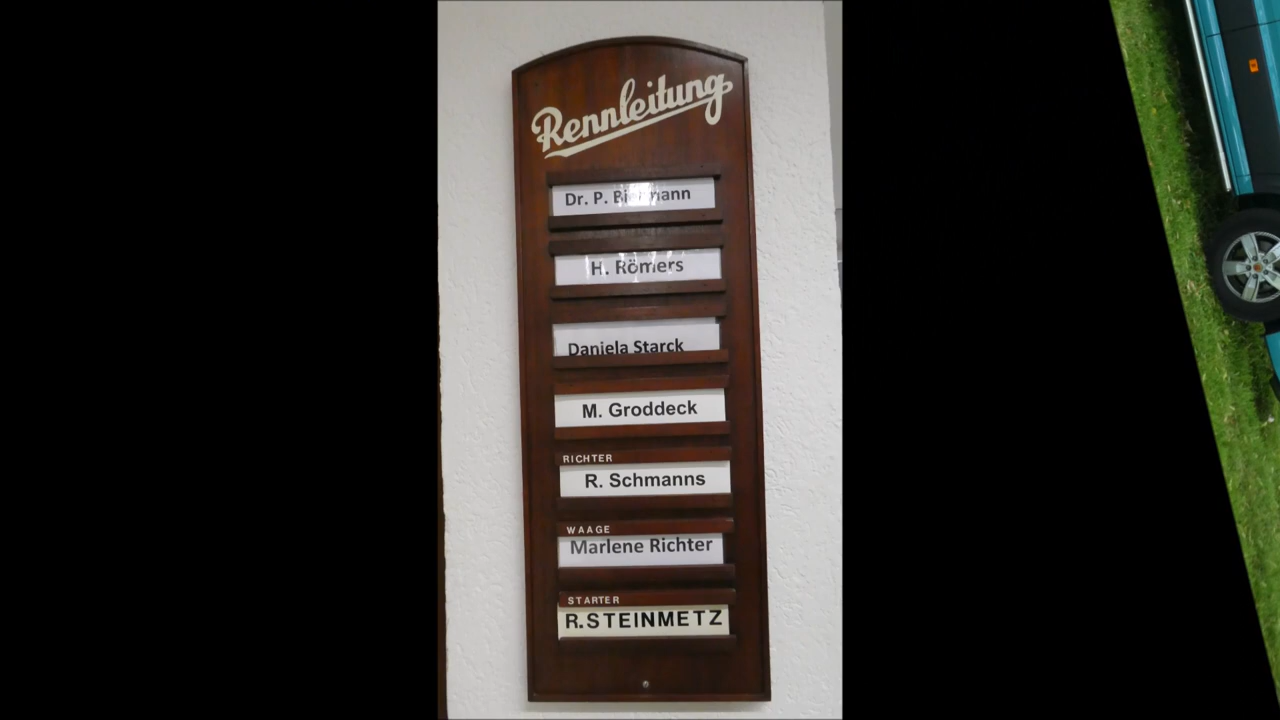 Rennleitung
Dr. P.
H. Römers
Daniela Starck
M. Groddeck
RICHTER
R. Schmanns
WAAGE
Marlene Richter
STARTER
R.STEINMETZ